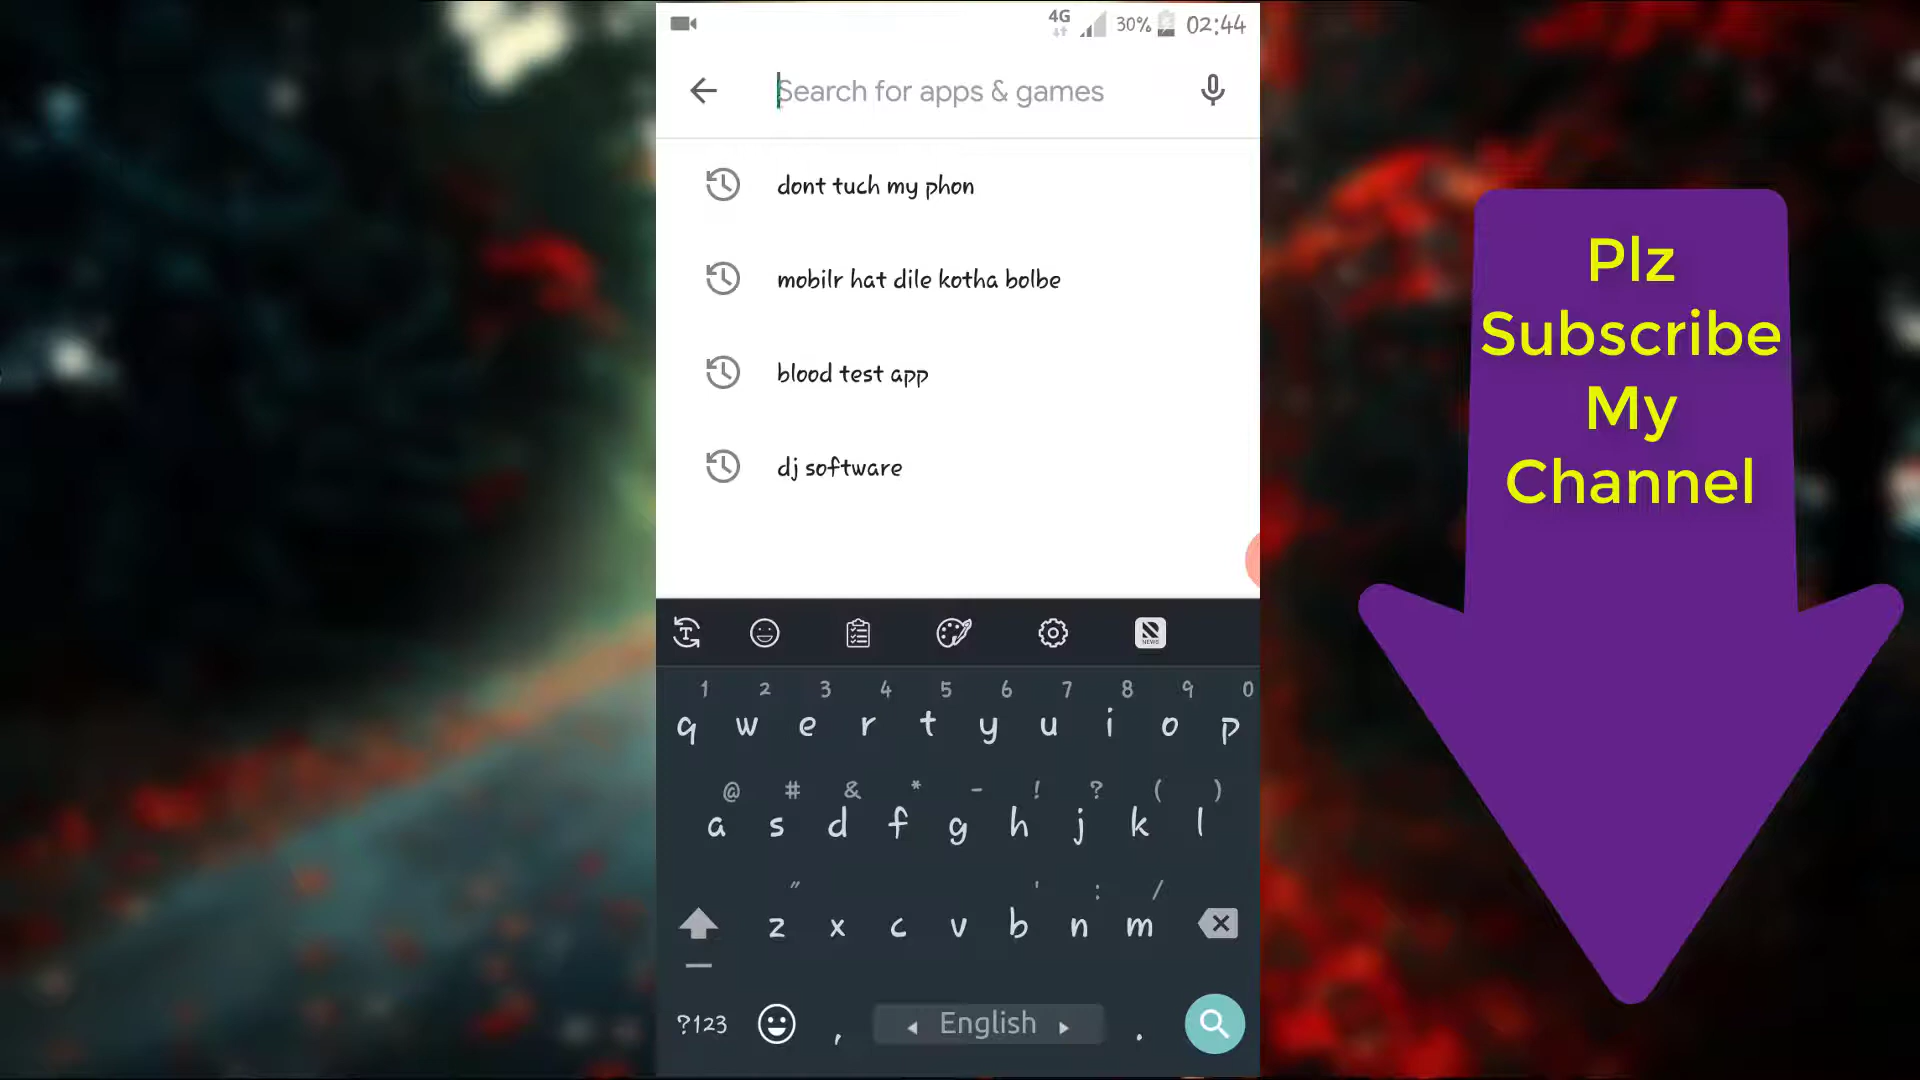 4G 30% 02:44
Search for apps & games
dont tuch my phon
mobilr hat dile kotha bolbe
blood test app
dj software
Plz
Subscribe
My
Channel
T NEWS
1 2 3 4 5 6 7 8 9 0
q w e r t y u i o p
@ # & * - ! ? ( )
a s d f g h j k l
" ' : /
z x c v b n m
?123 , English .